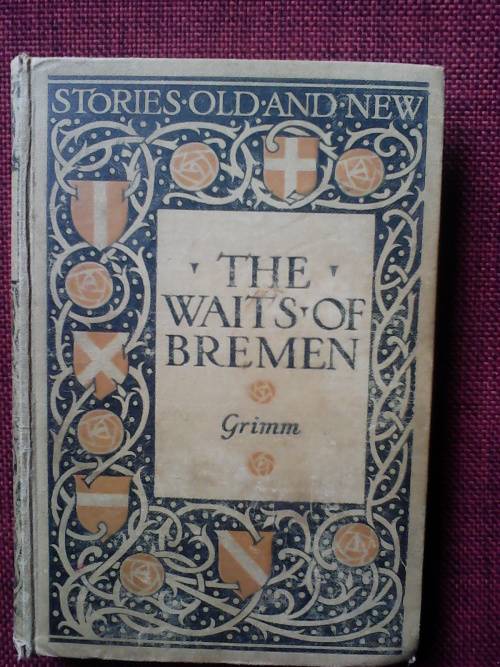 STORIES·OLD·AND·NEW
THE
WAITS·OF
BREMEN
Grimm